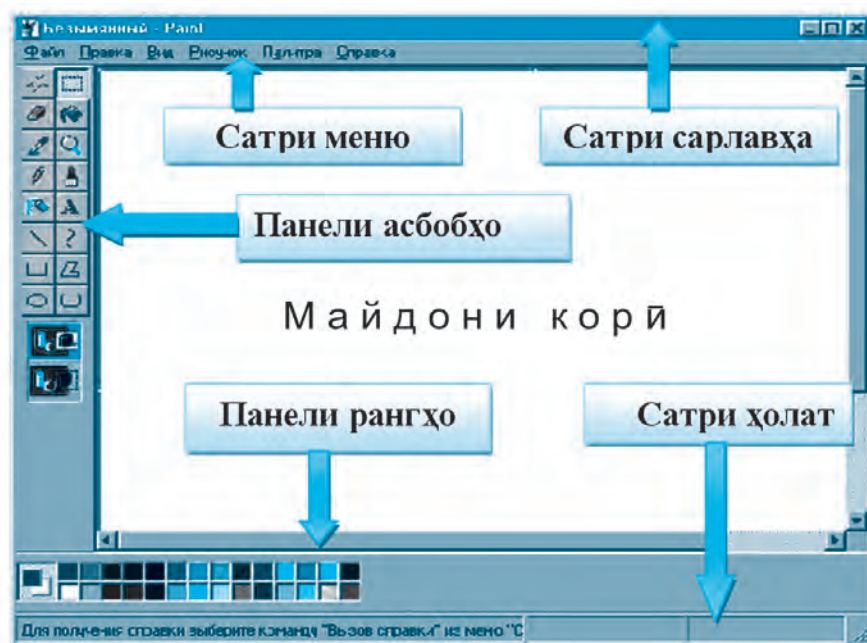 Безымянный - Paint
Файл Правка Вид Рисунок Палитра Справка
Сатри меню
Сатри сарлавҳа
Панели асбобҳо
Майдони корӣ
Панели рангҳо
Сатри ҳолат
Для получения справки выберите команду "Вызов справки" из меню "С